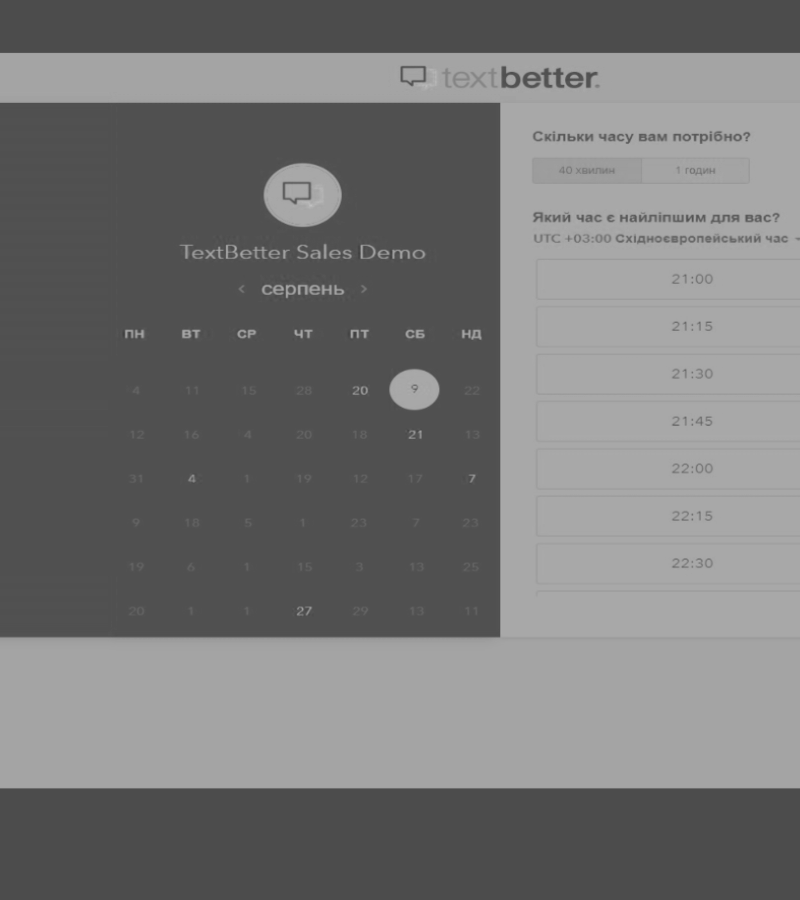 textbetter.
TextBetter Sales Demo
‹ серпень ›
ПН ВТ СР ЧТ ПТ СБ НД
4 11 15 28 20 9 22
12 16 4 20 18 21 13
31 4 1 19 12 17 7
9 18 5 1 23 7 23
19 6 1 15 3 13 25
20 1 1 27 29 13 11
Скільки часу вам потрібно?
40 хвилин 1 годин
Який час є найліпшим для вас?
UTC +03:00 Східноєвропейський час
21:00
21:15
21:30
21:45
22:00
22:15
22:30